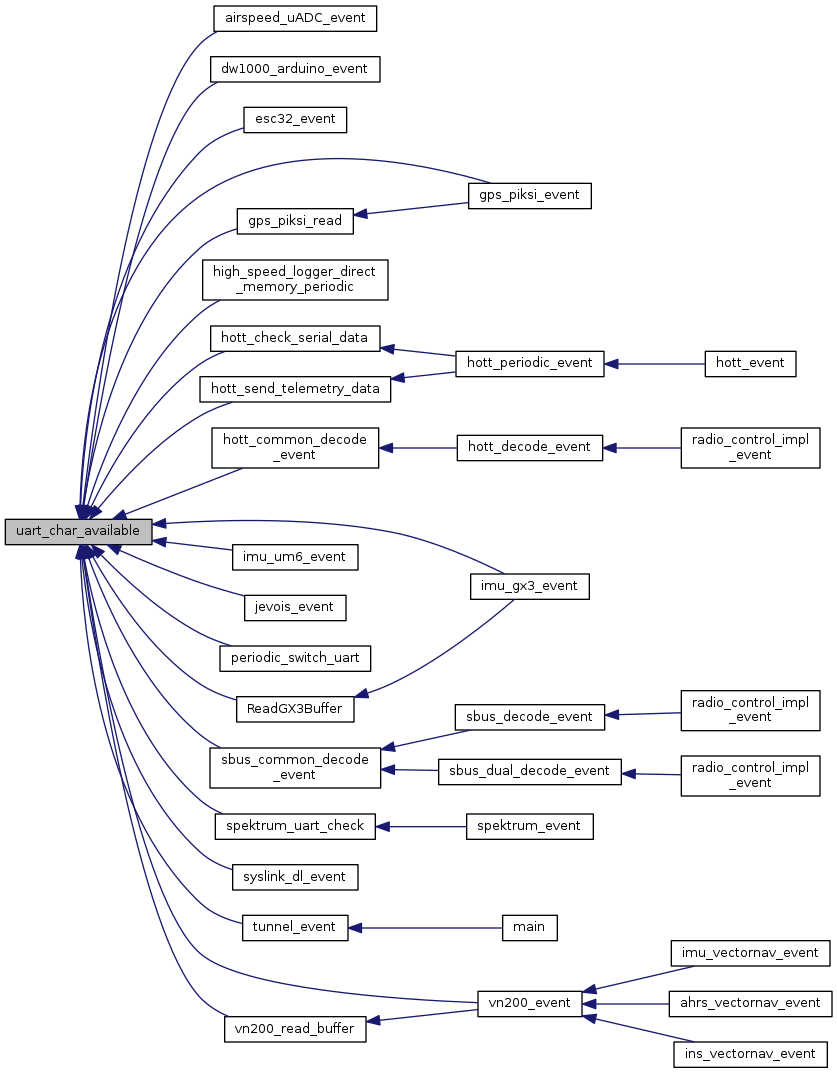 airspeed_uADC_event
dw1000_arduino_event
esc32_event
gps_piksi_event
gps_piksi_read
high_speed_logger_direct
_memory_periodic
hott_check_serial_data
hott_periodic_event
hott_event
hott_send_telemetry_data
hott_common_decode
_event
hott_decode_event
radio_control_impl
_event
uart_char_available
imu_um6_event
imu_gx3_event
jevois_event
periodic_switch_uart
ReadGX3Buffer
sbus_decode_event
radio_control_impl
_event
sbus_common_decode
_event
sbus_dual_decode_event
radio_control_impl
_event
spektrum_uart_check
spektrum_event
syslink_dl_event
tunnel_event
main
imu_vectornav_event
vn200_event
ahrs_vectornav_event
vn200_read_buffer
ins_vectornav_event